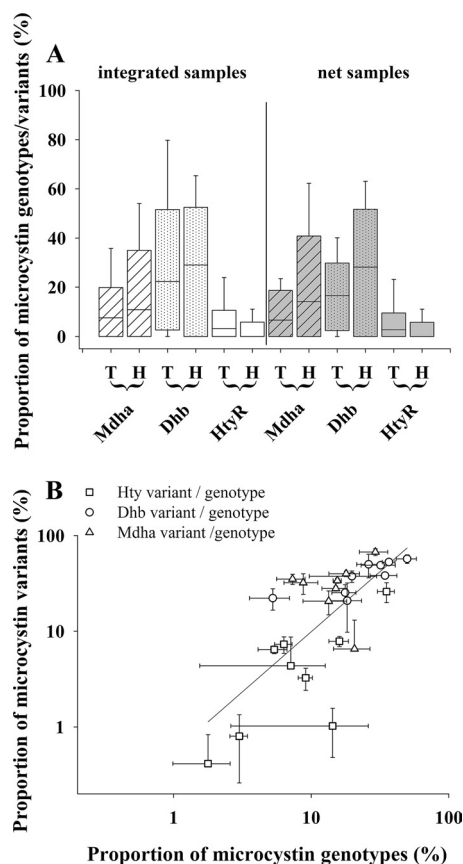 A
integrated samples net samples
Proportion of microcystin genotypes/variants (%)
100
80
60
40
20
0
T H T H T H T H T H T H
Mdha Dhb HtyR Mdha Dhb HtyR
B
Hty variant / genotype
Dhb variant / genotype
Mdha variant /genotype
Proportion of microcystin variants (%)
100
10
1
1 10 100
Proportion of microcystin genotypes (%)